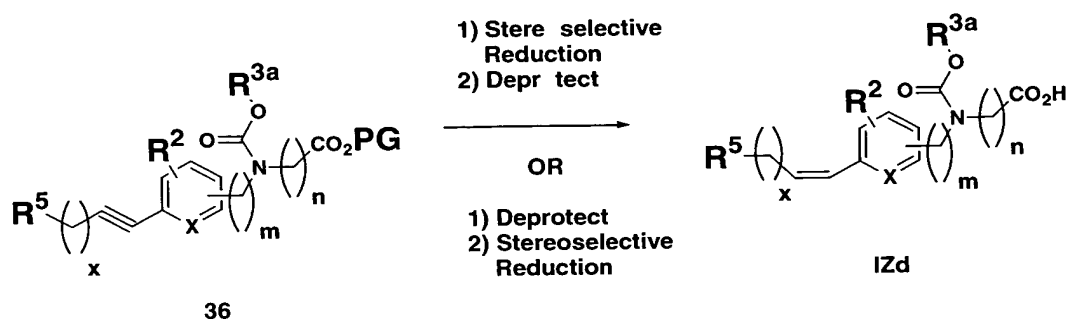 1) Stere selective
Reduction
2) Depr tect
OR
1) Deprotect
2) Stereoselective
Reduction
R3a
O
O
N
R2
CO2PG
n
m
X
R5
x
36
R3a
O
O
N
R2
CO2H
n
m
X
R5
x
IZd